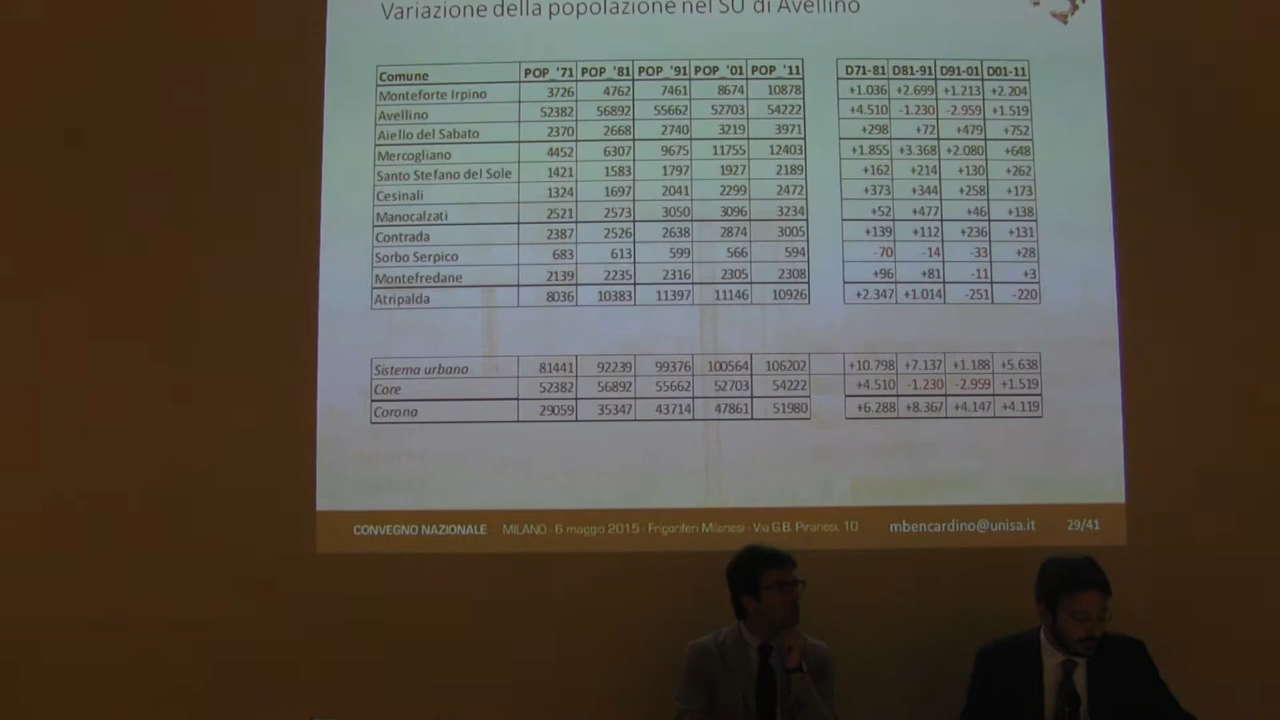 Variazione della popolazione nel SU di Avellino
Comune POP_'71 POP_'81 POP_'91 POP_'01 POP_'11 D71-81 D81-91 D91-01 D01-11
Monteforte Irpino 3726 4762 7461 8674 10878 +1.036 +2.699 +1.213 +2.204
Avellino 52382 56892 55662 52703 54222 +4.510 -1.230 -2.959 +1.519
Aiello del Sabato 2370 2668 2740 3219 3971 +298 +72 +479 +752
Mercogliano 4452 6307 9675 11755 12403 +1.855 +3.368 +2.080 +648
Santo Stefano del Sole 1421 1583 1797 1927 2189 +162 +214 +130 +262
Cesinali 1324 1697 2041 2299 2472 +373 +344 +258 +173
Manocalzati 2521 2573 3050 3096 3234 +52 +477 +46 +138
Contrada 2387 2526 2638 2874 3005 +139 +112 +236 +131
Sorbo Serpico 683 613 599 566 594 -70 -14 -33 +28
Montefredane 2139 2235 2316 2305 2308 +96 +81 -11 +3
Atripalda 8036 10383 11397 11146 10926 +2.347 +1.014 -251 -220
Sistema urbano 81441 92239 99376 100564 106202 +10.798 +7.137 +1.188 +5.638
Core 52382 56892 55662 52703 54222 +4.510 -1.230 -2.959 +1.519
Corona 29059 35347 43714 47861 51980 +6.288 +8.367 +4.147 +4.119
CONVEGNO NAZIONALE MILANO - 6 maggio 2015 - Frigoriferi Milanesi - Via G.B. Piranesi, 10 mbencardino@unisa.it 29/41